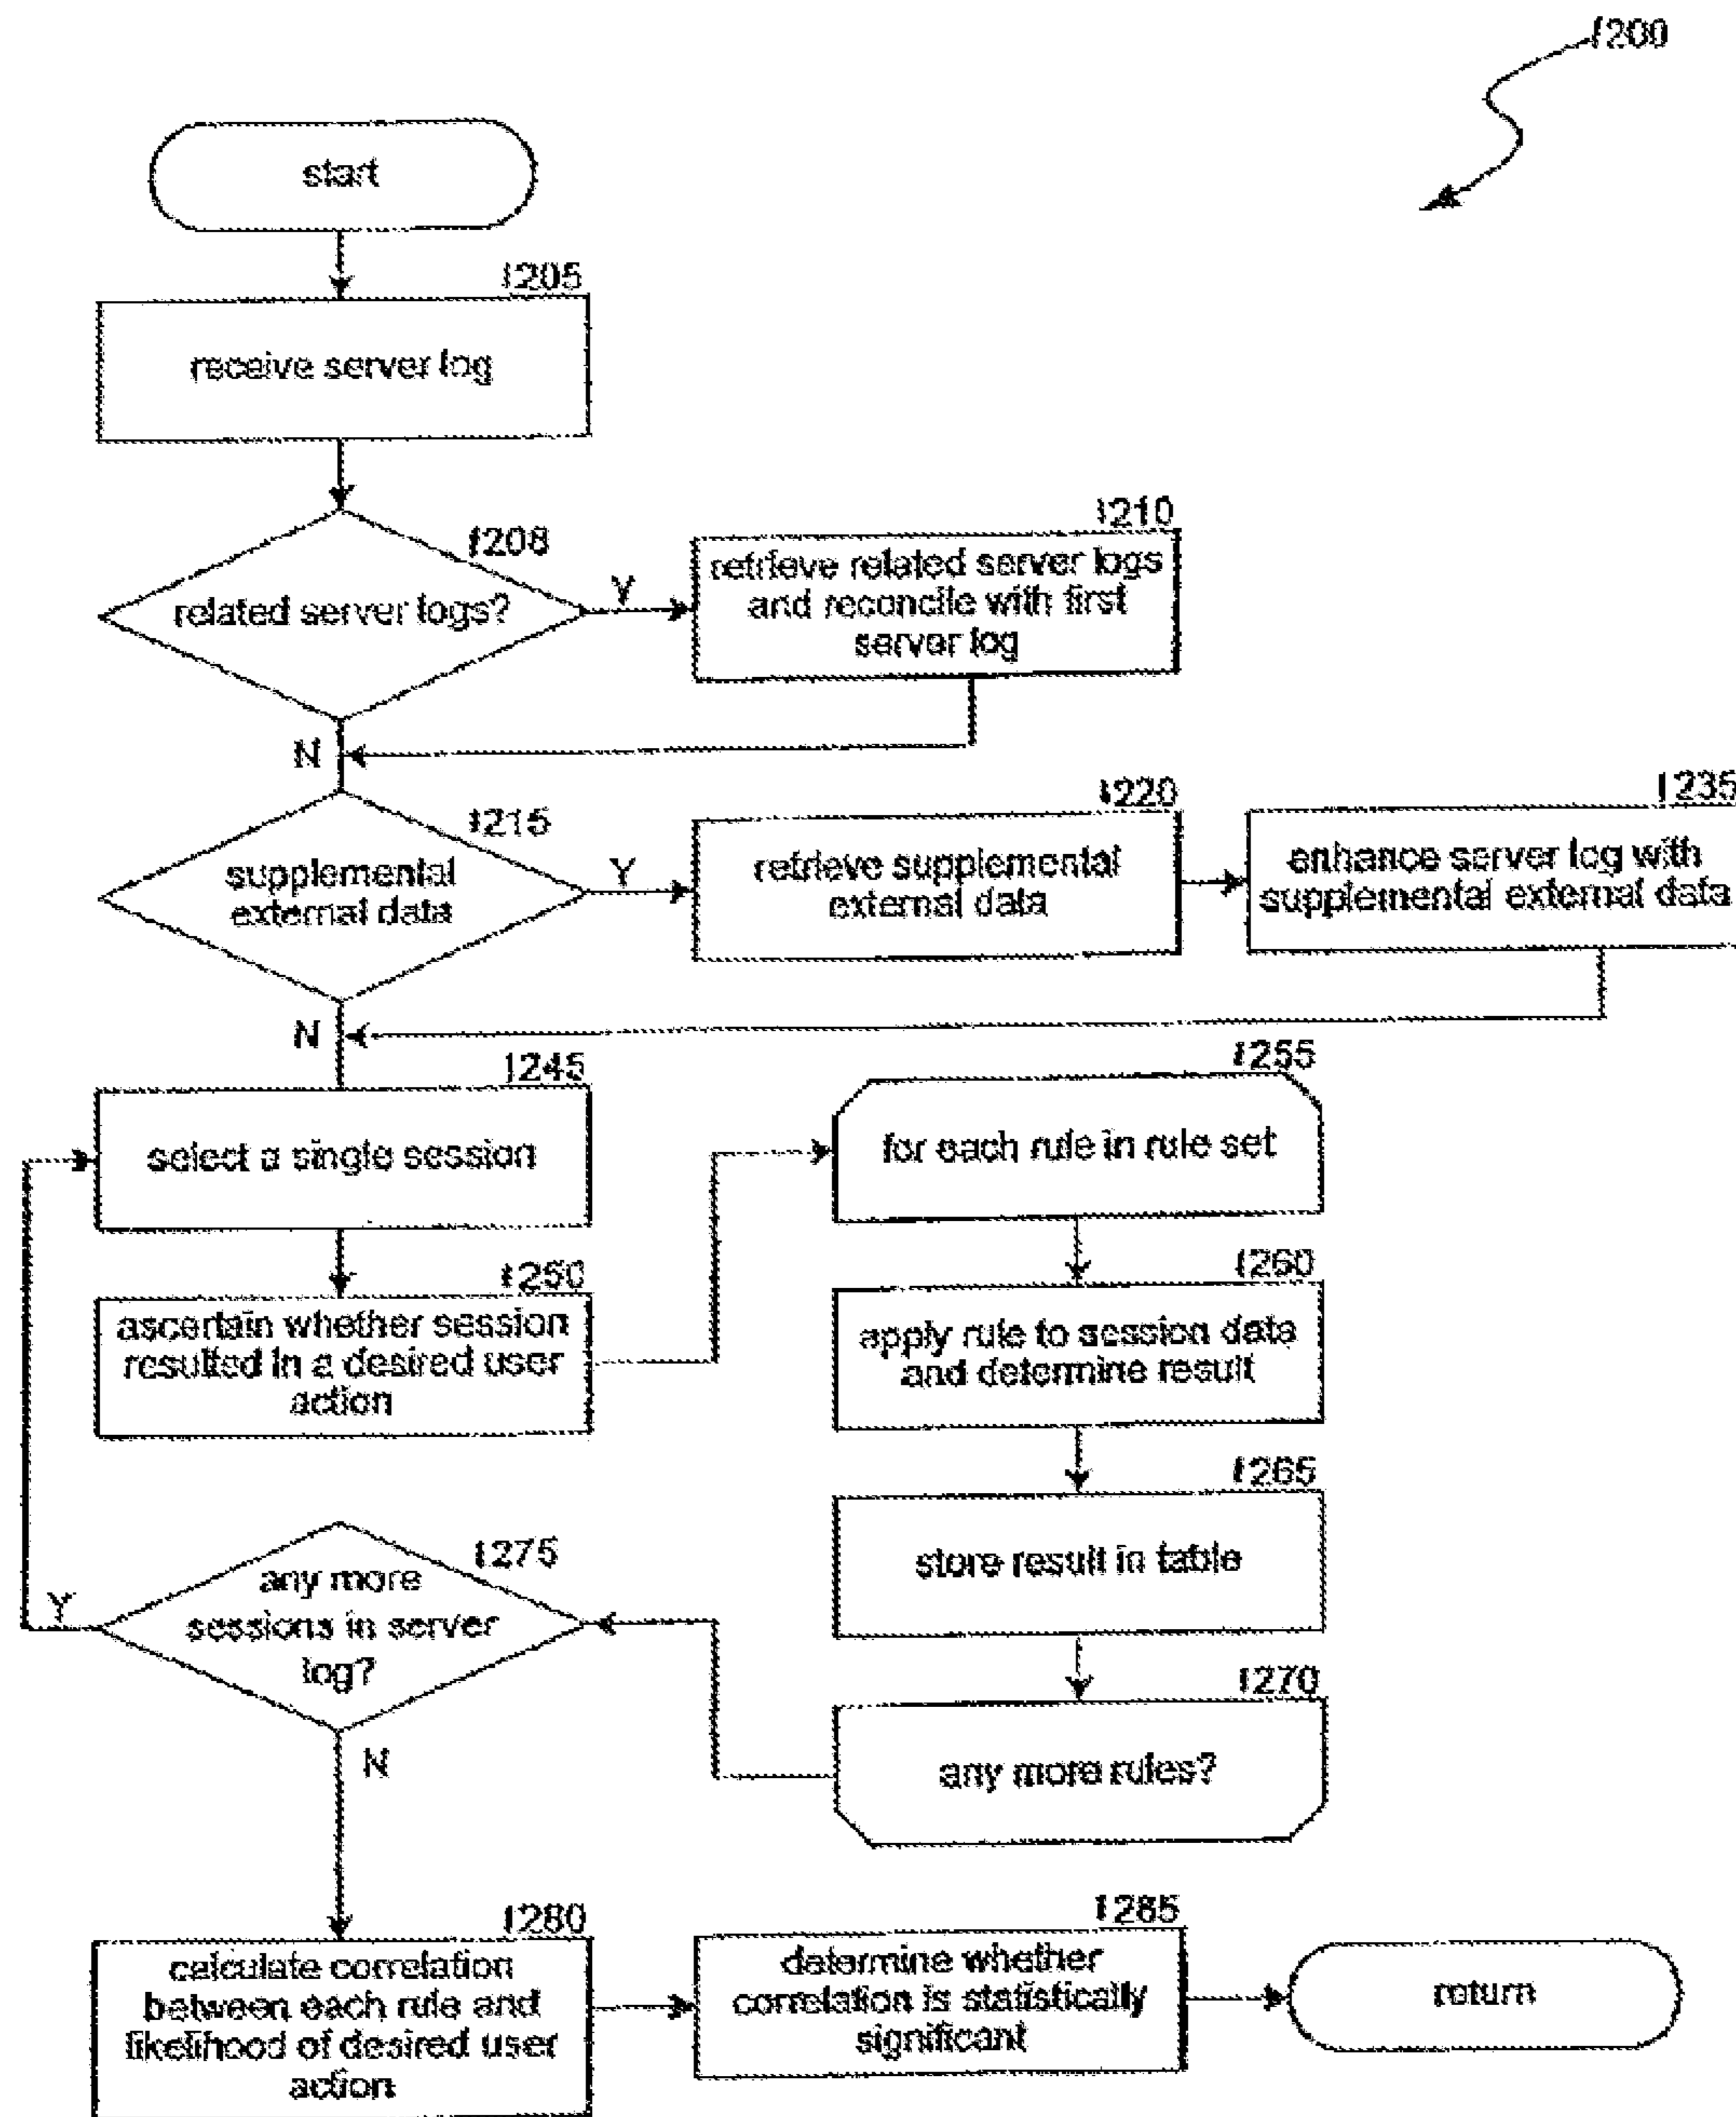 1200
start
1205
receive server log
1208
related server logs?
Y
N
1210
retrieve related server logs
and reconcile with first
server log
1215
supplemental
external data
Y
N
1220
retrieve supplemental
external data
1235
enhance server log with
supplemental external data
1245
select a single session
1250
ascertain whether session
resulted in a desired user
action
1255
for each rule in rule set
1260
apply rule to session data
and determine result
1265
store result in table
1270
any more rules?
1275
any more
sessions in server
log?
Y
N
1280
calculate correlation
between each rule and
likelihood of desired user
action
1285
determine whether
correlation is statistically
significant
return